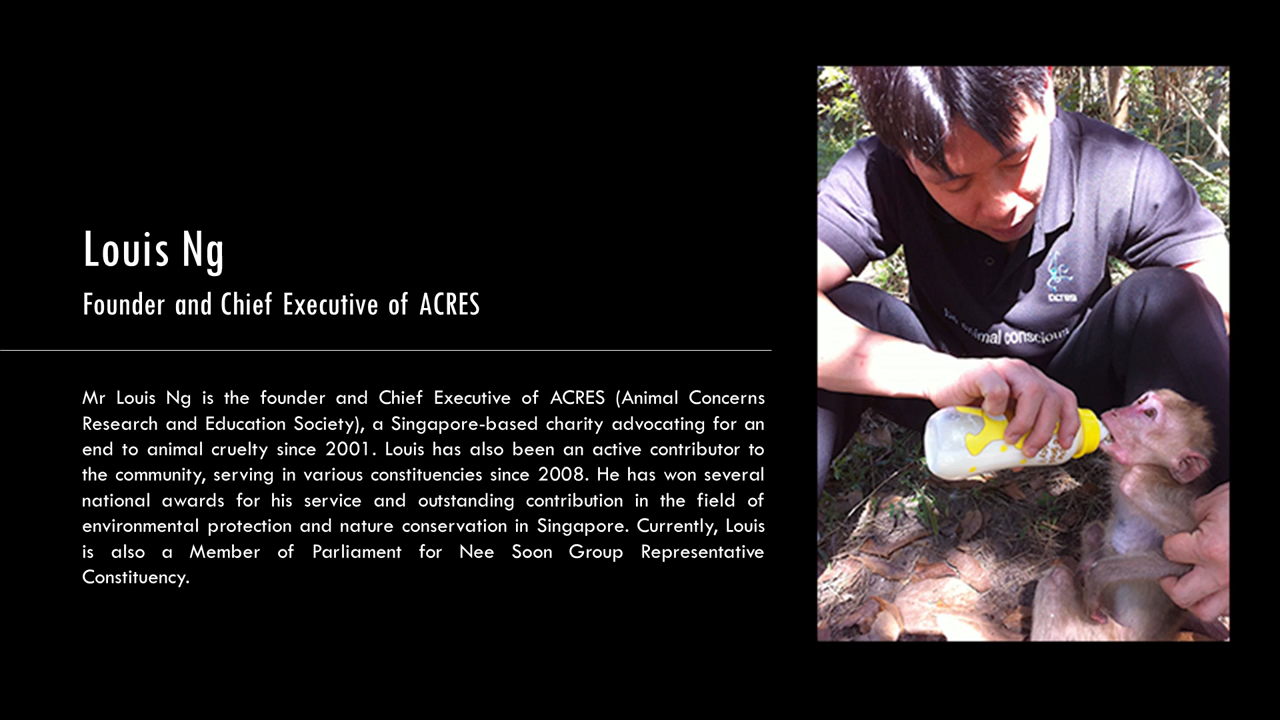 Louis Ng
Founder and Chief Executive of ACRES
Mr Louis Ng is the founder and Chief Executive of ACRES (Animal Concerns
Research and Education Society), a Singapore-based charity advocating for an
end to animal cruelty since 2001. Louis has also been an active contributor to
the community, serving in various constituencies since 2008. He has won several
national awards for his service and outstanding contribution in the field of
environmental protection and nature conservation in Singapore. Currently, Louis
is also a Member of Parliament for Nee Soon Group Representative
Constituency.
acres
animal conscious